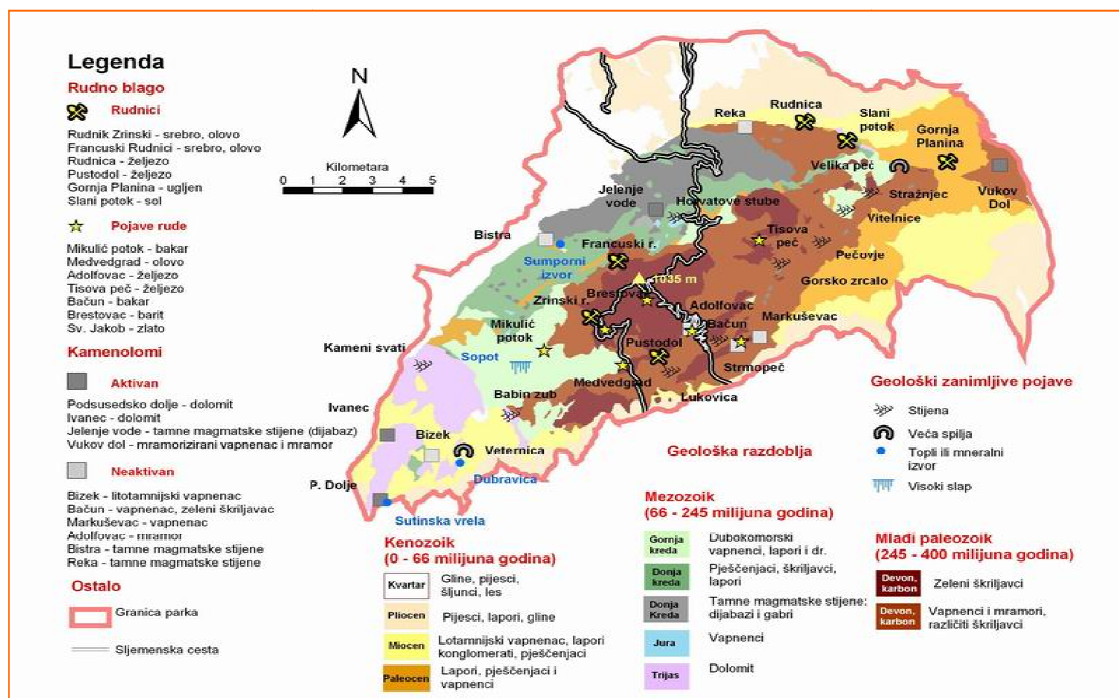 Legenda
Rudno blago
Rudnici
Rudnik Zrinski - srebro, olovo
Francuski Rudnici - srebro, olovo
Rudnica - željezo
Pustodol - željezo
Gornja Planina - ugljen
Slani potok - sol
Pojave rude
Mikulić potok - bakar
Medvedgrad - olovo
Adolfovac - željezo
Tisova peč - željezo
Bačun - bakar
Brestovac - barit
Sv. Jakob - zlato
Kamenolomi
Aktivan
Podsusedsko dolje - dolomit
Ivanec - dolomit
Jelenje vode - tamne magmatske stijene (dijabaz)
Vukov dol - mramorizirani vapnenac i mramor
Neaktivan
Bizek - litotamnijski vapnenac
Bačun - vapnenac, zeleni škriljavac
Markuševac - vapnenac
Adolfovac - mramor
Bistra - tamne magmatske stijene
Reka - tamne magmatske stijene
Ostalo
Granica parka
Sljemenska cesta
N
Kilometara
0 1 2 3 4 5
Reka
Rudnica
Slani
potok
Gornja
Planina
Velika peć
Stražnjec
Vukov
Dol
Jelenje
vode
Horvatove stube
Vitelnice
Tisova
peč
Bistra
Francuski r.
Pečovje
Sumporni
izvor
1035 m
Gorsko zrcalo
Zrinski r.
Brestovac
Adolfovac
Mikulić
potok
Bačun
Markuševac
Kameni svati
Sopot
Pustodol
Strmopeč
Medvedgrad
Babin zub
Lukovica
Ivanec
Bizek
Veternica
Dubravica
P. Dolje
Sutinska vrela
Geološki zanimljive pojave
Stijena
Veća spilja
Topli ili mneralni
izvor
Visoki slap
Geološka razdoblja
Kenozoik
(0 - 66 milijuna godina)
Kvartar
Gline, pijesci,
šljunci, les
Pliocen
Pijesci, lapori, gline
Miocen
Lotamnijski vapnenac, lapori
konglomerati, pješčenjaci
Paleocen
Lapori, pješčenjaci i
vapnenci
Mezozoik
(66 - 245 milijuna godina)
Gornja
kreda
Dubokomorski
vapnenci, lapori i dr.
Donja
kreda
Pješčenjaci, škriljavci,
lapori
Donja
Kreda
Tamne magmatske stijene:
dijabazi i gabri
Jura
Vapnenci
Trijas
Dolomit
Mladi paleozoik
(245 - 400 milijuna godina)
Devon,
karbon
Zeleni škriljavci
Devon,
karbon
Vapnenci i mramori,
različiti škriljavci